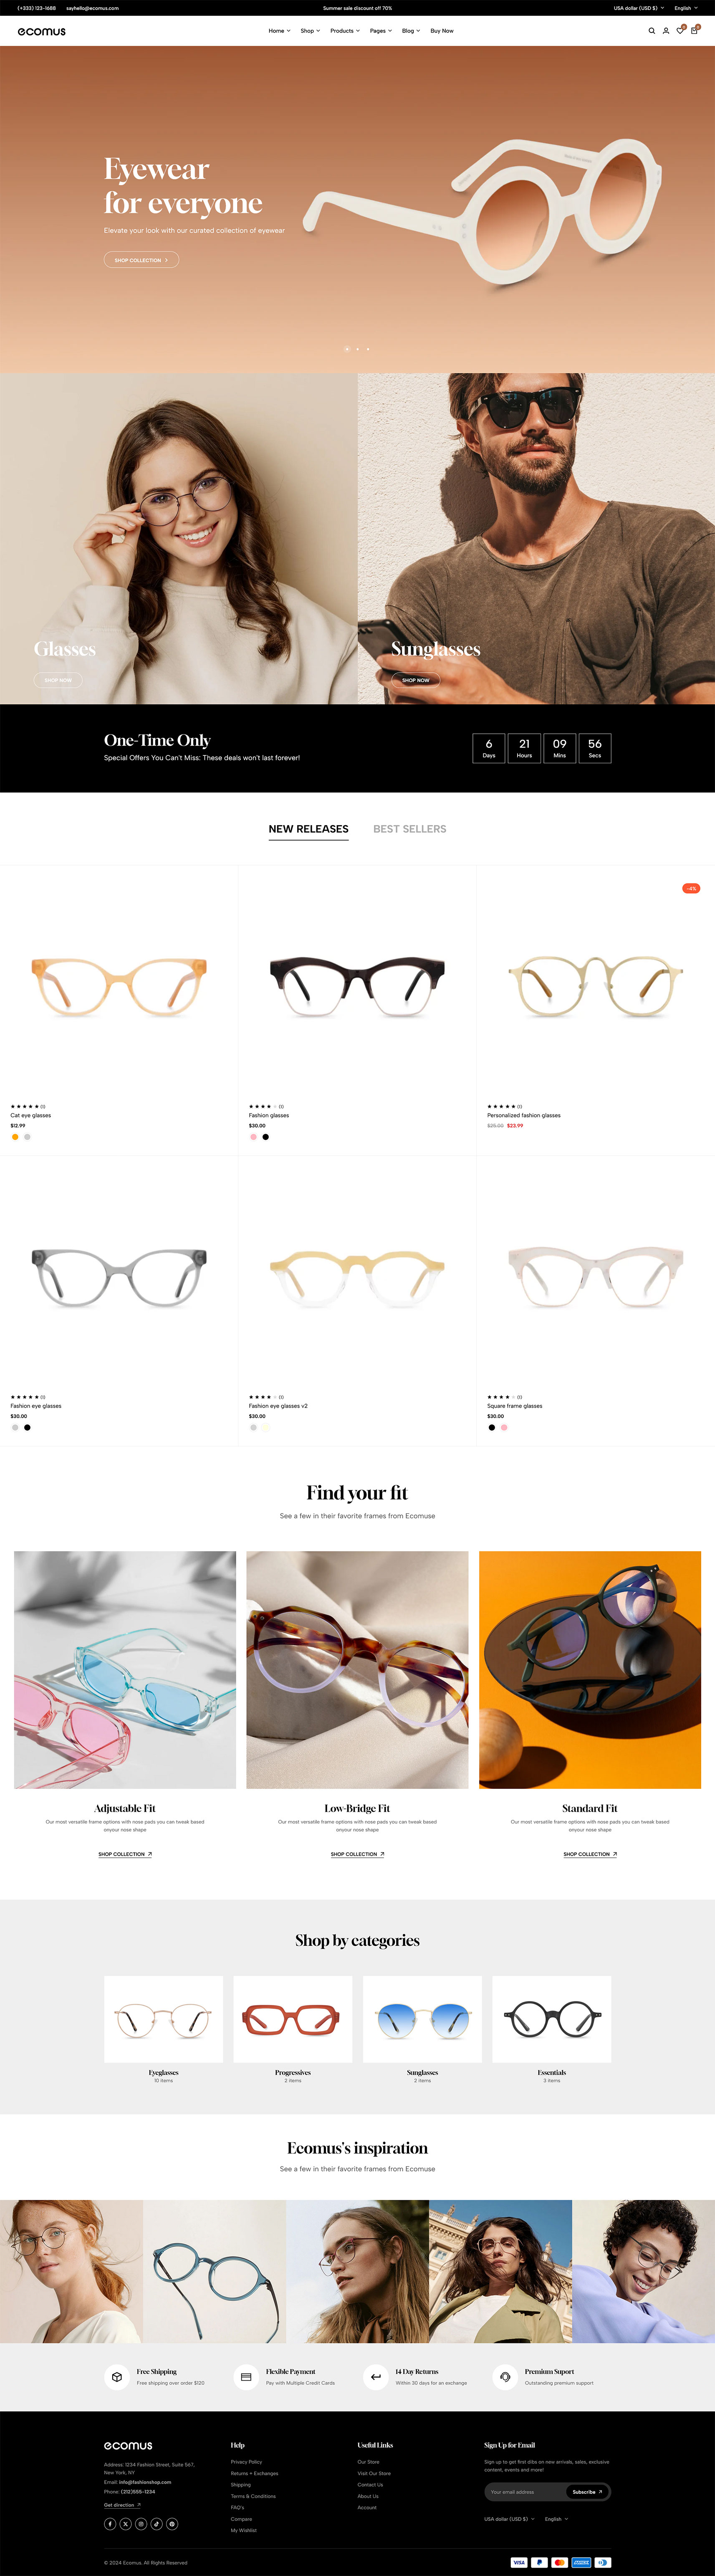 (+333) 123-1688 sayhello@ecomus.com Summer sale discount off 70% USA dollar (USD $) English
ecomus Home Shop Products Pages Blog Buy Now 0 0
Eyewear
for everyone
Elevate your look with our curated collection of eyewear
SHOP COLLECTION
Glasses
SHOP NOW
Sunglasses
SHOP NOW
One-Time Only
Special Offers You Can't Miss: These deals won't last forever!
6 21 09 56
Days Hours Mins Secs
NEW RELEASES BEST SELLERS
-4%
(1)
Cat eye glasses
$12.99
(1)
Fashion glasses
$30.00
(1)
Personalized fashion glasses
$25.00 $23.99
(1)
Fashion eye glasses
$30.00
(1)
Fashion eye glasses v2
$30.00
(1)
Square frame glasses
$30.00
Find your fit
See a few in their favorite frames from Ecomuse
Adjustable Fit
Our most versatile frame options with nose pads you can tweak based
onyour nose shape
SHOP COLLECTION
Low-Bridge Fit
Our most versatile frame options with nose pads you can tweak based
onyour nose shape
SHOP COLLECTION
Standard Fit
Our most versatile frame options with nose pads you can tweak based
onyour nose shape
SHOP COLLECTION
Shop by categories
Eyeglasses
10 items
Progressives
2 items
Sunglasses
2 items
Essentials
3 items
Ecomus's inspiration
See a few in their favorite frames from Ecomuse
Free Shipping
Free shipping over order $120
Flexible Payment
Pay with Multiple Credit Cards
14 Day Returns
Within 30 days for an exchange
Premium Suport
Outstanding premium support
ecomus
Address: 1234 Fashion Street, Suite 567,
New York, NY
Email: info@fashionshop.com
Phone: (212)555-1234
Get direction
Help
Privacy Policy
Returns + Exchanges
Shipping
Terms & Conditions
FAQ's
Compare
My Wishlist
Useful Links
Our Store
Visit Our Store
Contact Us
About Us
Account
Sign Up for Email
Sign up to get first dibs on new arrivals, sales, exclusive
content, events and more!
Your email address Subscribe
USA dollar (USD $) English
© 2024 Ecomus. All Rights Reserved
VISA